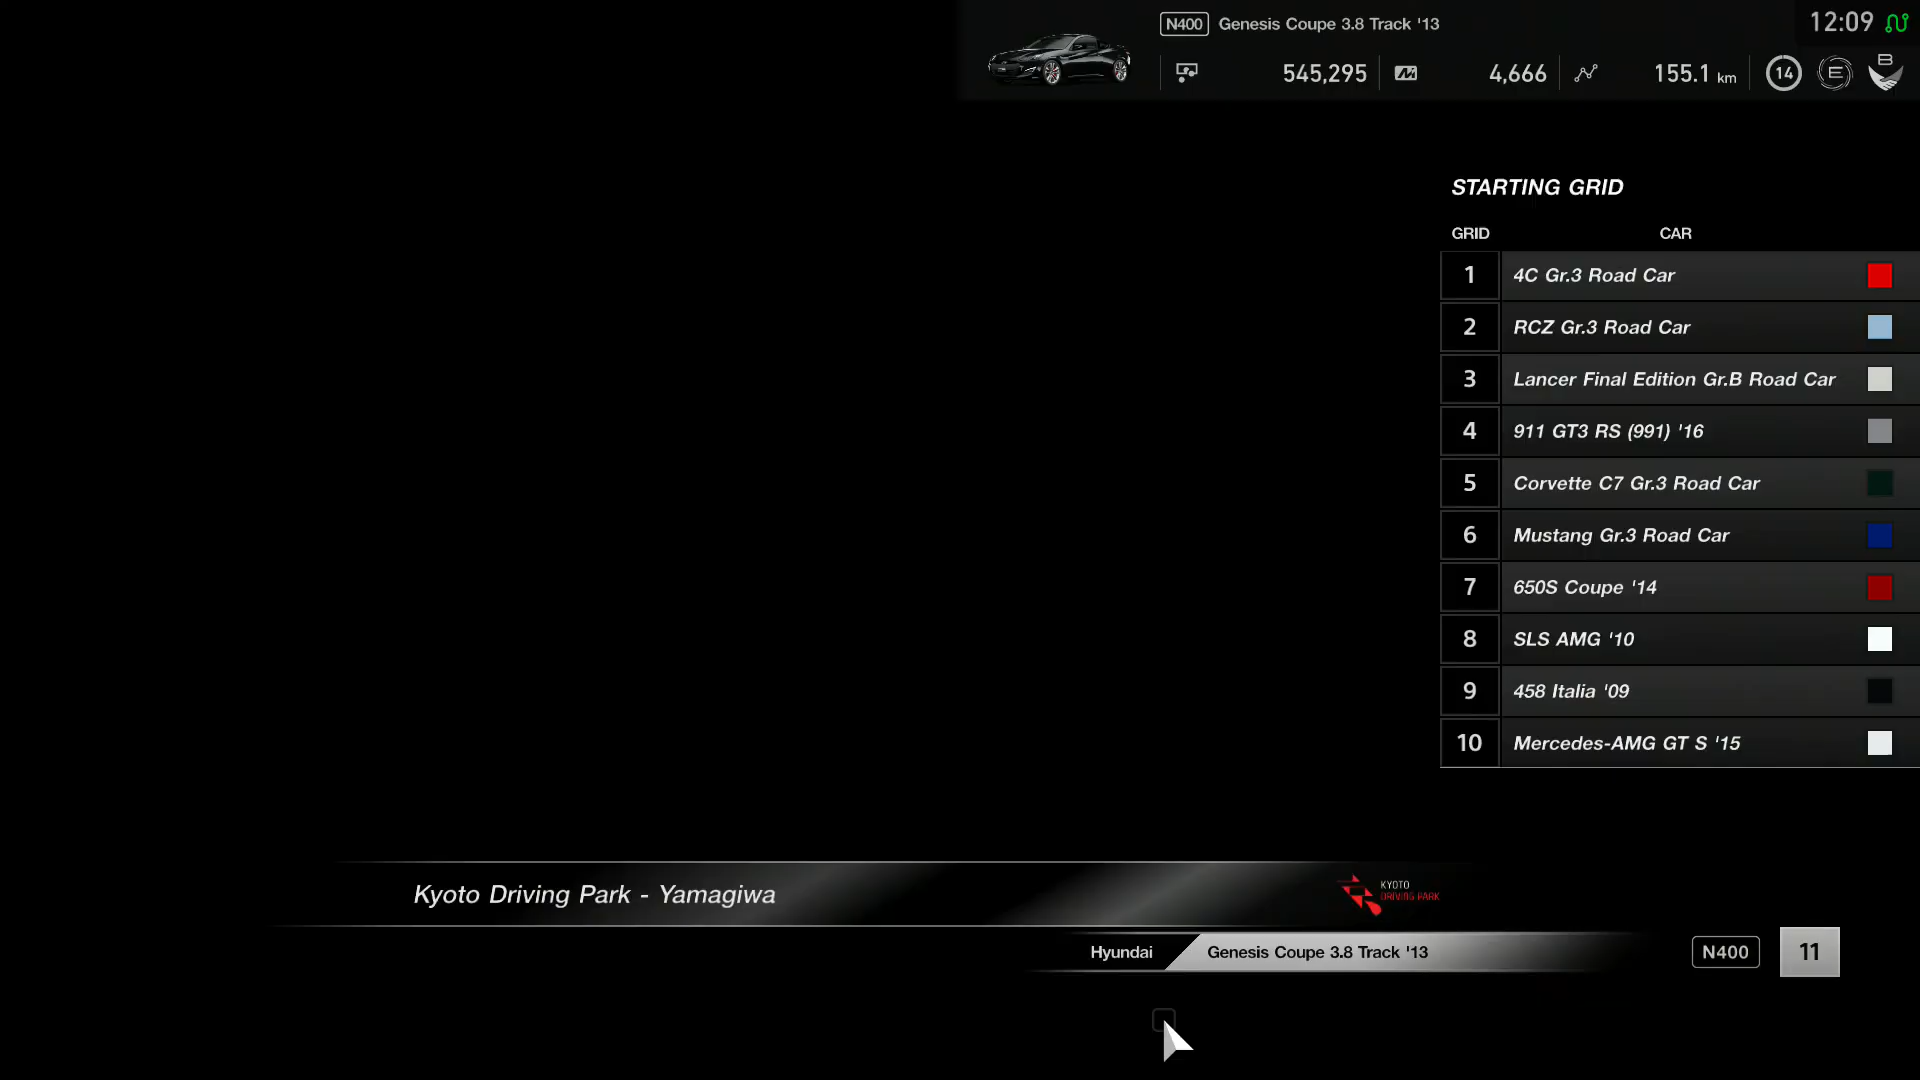 N400 Genesis Coupe 3.8 Track '13
12:09
545,295
4,666
155.1 km
14
E
B
STARTING GRID
GRID CAR
1 4C Gr.3 Road Car
2 RCZ Gr.3 Road Car
3 Lancer Final Edition Gr.B Road Car
4 911 GT3 RS (991) '16
5 Corvette C7 Gr.3 Road Car
6 Mustang Gr.3 Road Car
7 650S Coupe '14
8 SLS AMG '10
9 458 Italia '09
10 Mercedes-AMG GT S '15
Kyoto Driving Park - Yamagiwa
KYOTO
DRIVING PARK
Hyundai Genesis Coupe 3.8 Track '13 N400 11